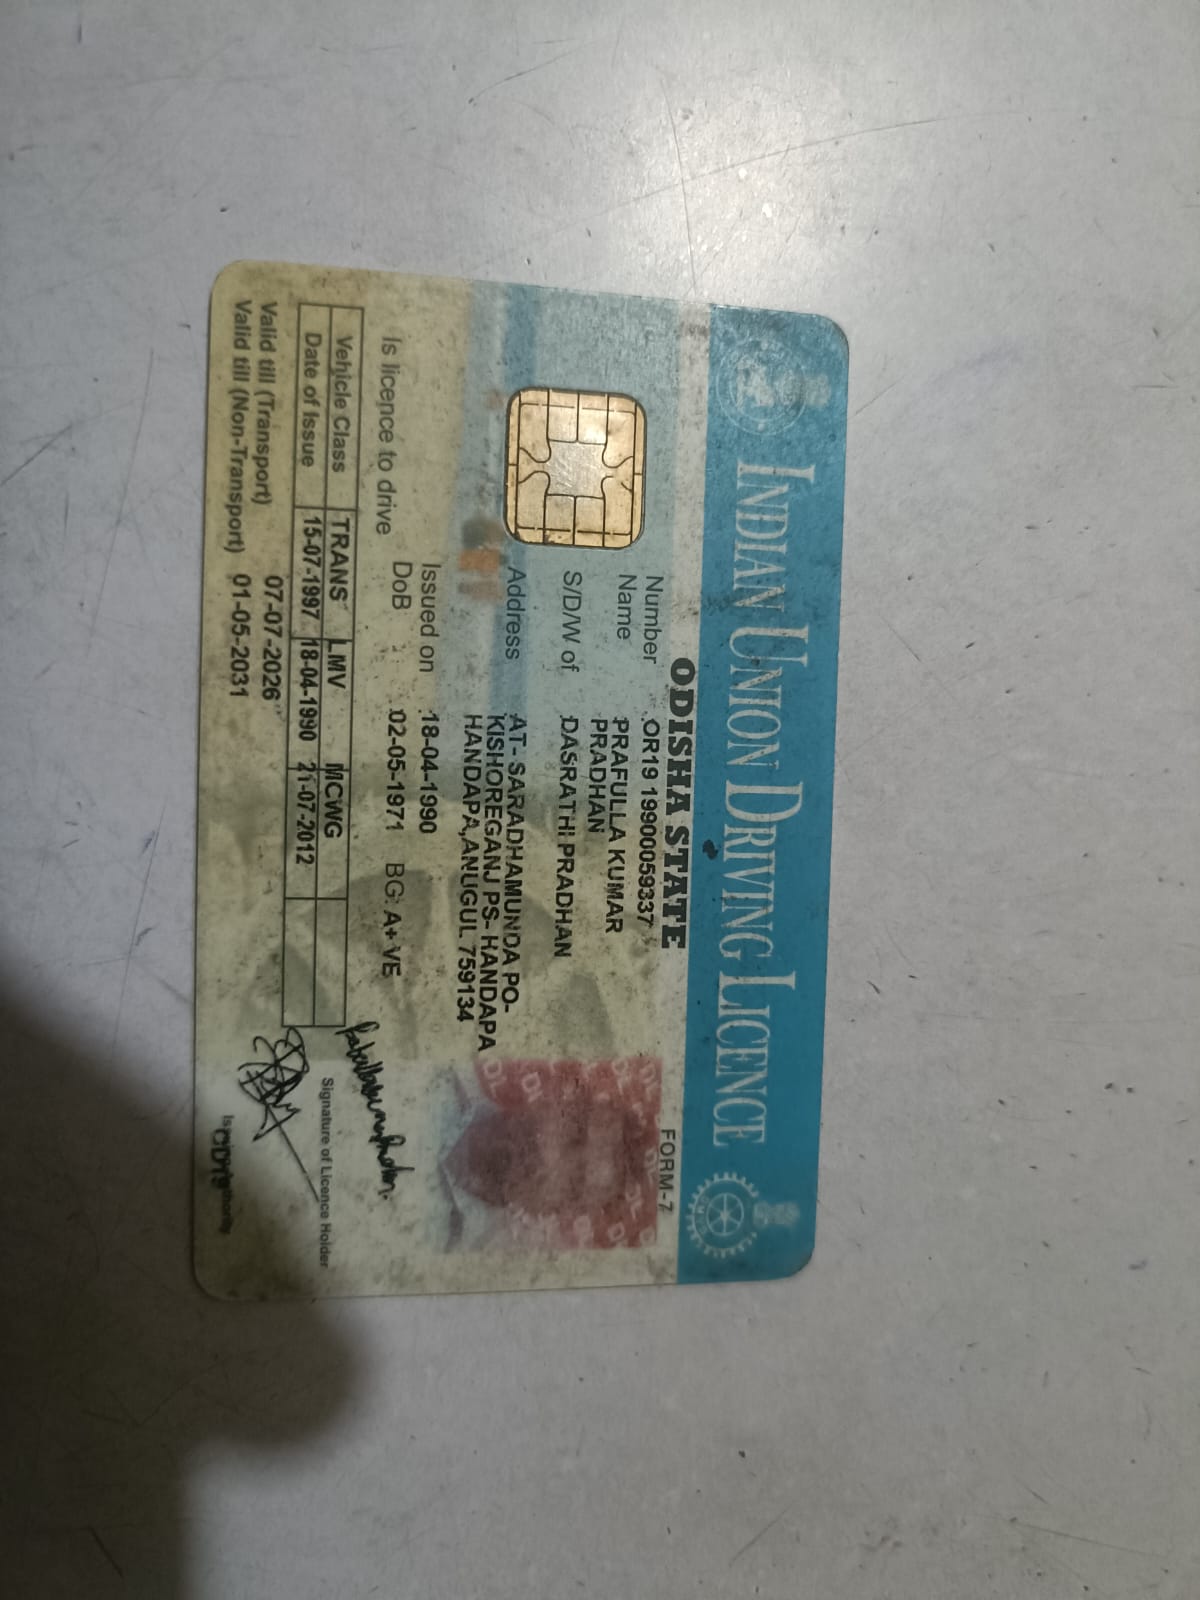 INDIAN UNION DRIVING LICENCE
ODISHA STATE
FORM-7
Number : OR19 19900059337
Name : PRAFULLA KUMAR
PRADHAN
S/D/W of : DASRATHI PRADHAN
Address : AT- SARADHAMUNDA PO-
KISHOREGANJ PS- HANDAPA
HANDAPA,ANUGUL 759134
Issued on : 18-04-1990
DoB : 02-05-1971 BG: A+VE
Is licence to drive
Vehicle Class TRANS LMV MCWG
Date of Issue 15-07-1997 18-04-1990 21-07-2012
Valid till (Transport) 07-07-2026
Valid till (Non-Transport) 01-05-2031
Signature of Licence Holder